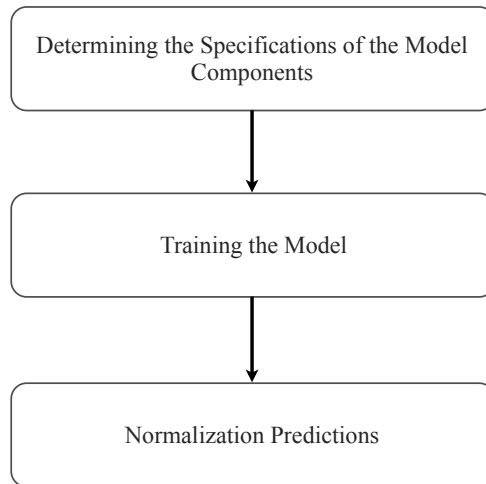 Determining the Specifications of the Model
Components
Training the Model
Normalization Predictions